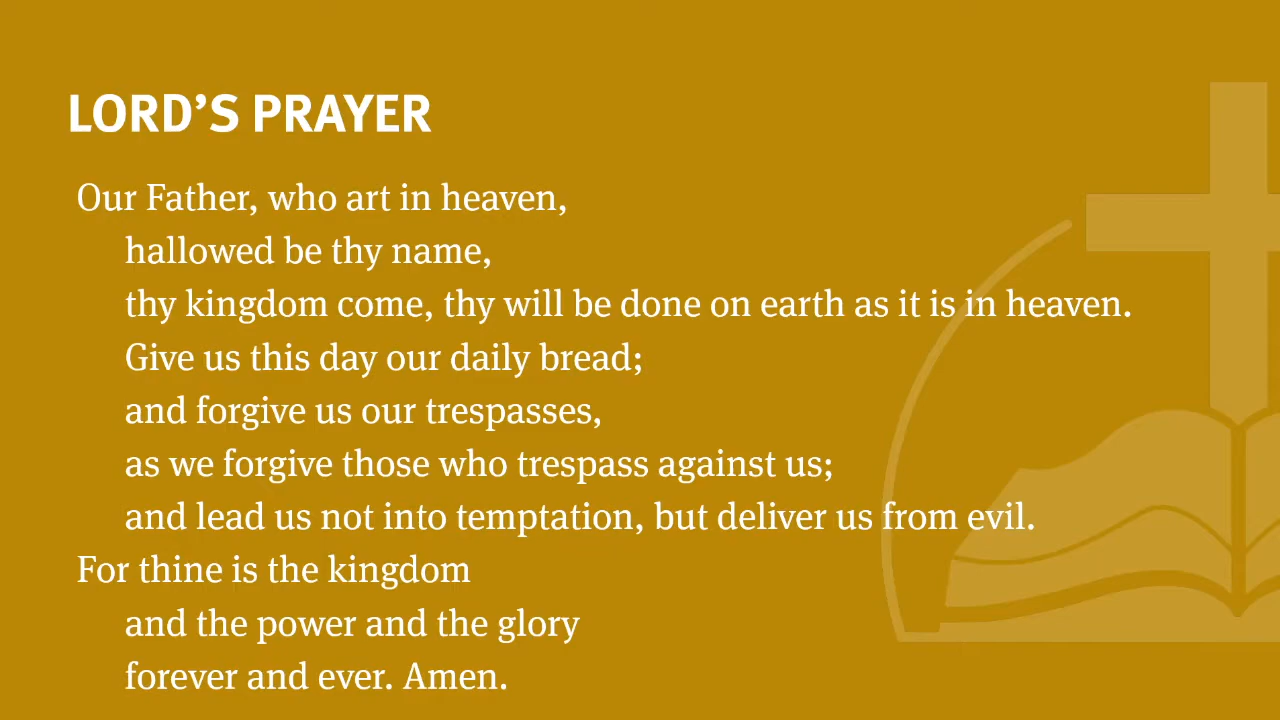 LORD’S PRAYER
Our Father, who art in heaven,
hallowed be thy name,
thy kingdom come, thy will be done on earth as it is in heaven.
Give us this day our daily bread;
and forgive us our trespasses,
as we forgive those who trespass against us;
and lead us not into temptation, but deliver us from evil.
For thine is the kingdom
and the power and the glory
forever and ever. Amen.